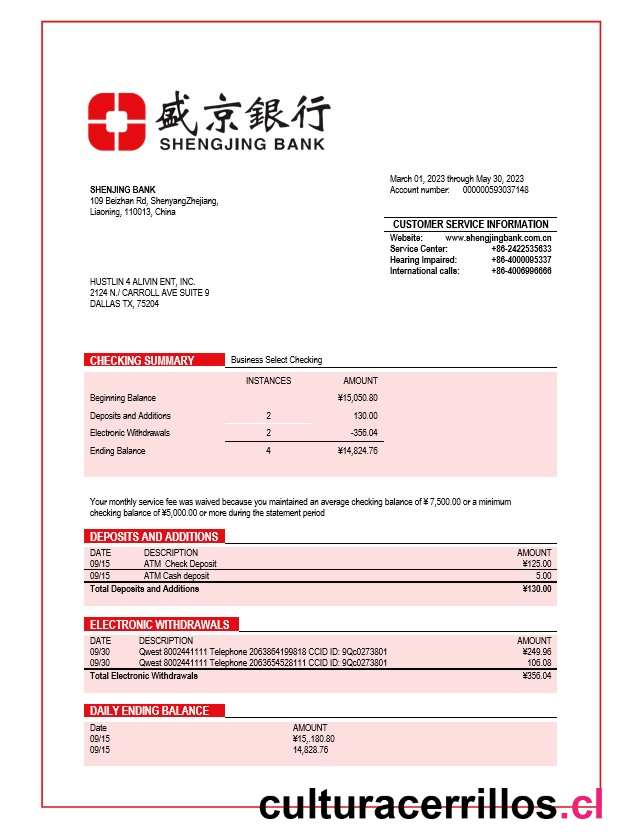 盛京銀行
SHENGJING BANK
March 01, 2023 through May 30, 2023
Account number: 000000593037148
SHENJING BANK
109 Beizhan Rd, ShenyangZhejiang,
Liaoning, 110013, China
CUSTOMER SERVICE INFORMATION
Website: www.shengjingbank.com.cn
Service Center: +86-2422535633
Hearing Impaired: +86-4000095337
International calls: +86-4006996666
HUSTLIN 4 ALIVIN ENT, INC.
2124 N./ CARROLL AVE SUITE 9
DALLAS TX, 75204
CHECKING SUMMARY Business Select Checking
INSTANCES AMOUNT
Beginning Balance ¥15,050.80
Deposits and Additions 2 130.00
Electronic Withdrawals 2 -356.04
Ending Balance 4 ¥14,824.76
Your monthly service fee was waived because you maintained an average checking balance of ¥ 7,500.00 or a minimum
checking balance of ¥5,000.00 or more during the statement period
DEPOSITS AND ADDITIONS
DATE DESCRIPTION AMOUNT
09/15 ATM Check Deposit ¥125.00
09/15 ATM Cash deposit 5.00
Total Deposits and Additions ¥130.00
ELECTRONIC WITHDRAWALS
DATE DESCRIPTION AMOUNT
09/30 Qwest 8002441111 Telephone 2063864199818 CCID ID: 9Qc0273801 ¥249.96
09/30 Qwest 8002441111 Telephone 2063654528111 CCID ID: 9Qc0273801 106.08
Total Electronic Withdrawals ¥356.04
DAILY ENDING BALANCE
Date AMOUNT
09/15 ¥15,.180.80
09/15 14,828.76
culturacerrillos.cl